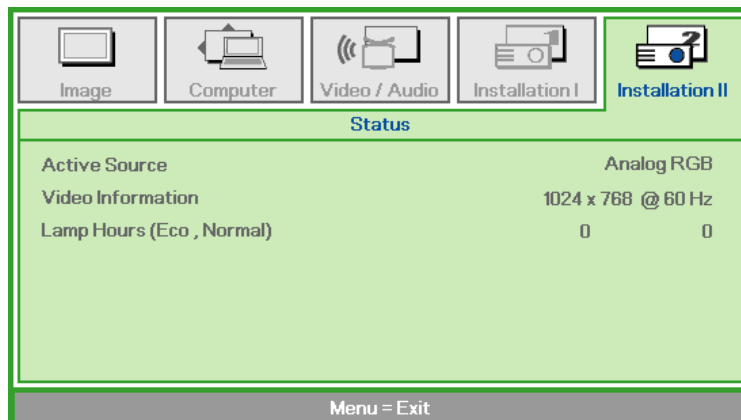 Image Computer Video / Audio Installation I Installation II
Status
Active Source Analog RGB
Video Information 1024 x 768 @ 60 Hz
Lamp Hours (Eco , Normal) 0 0
Menu = Exit